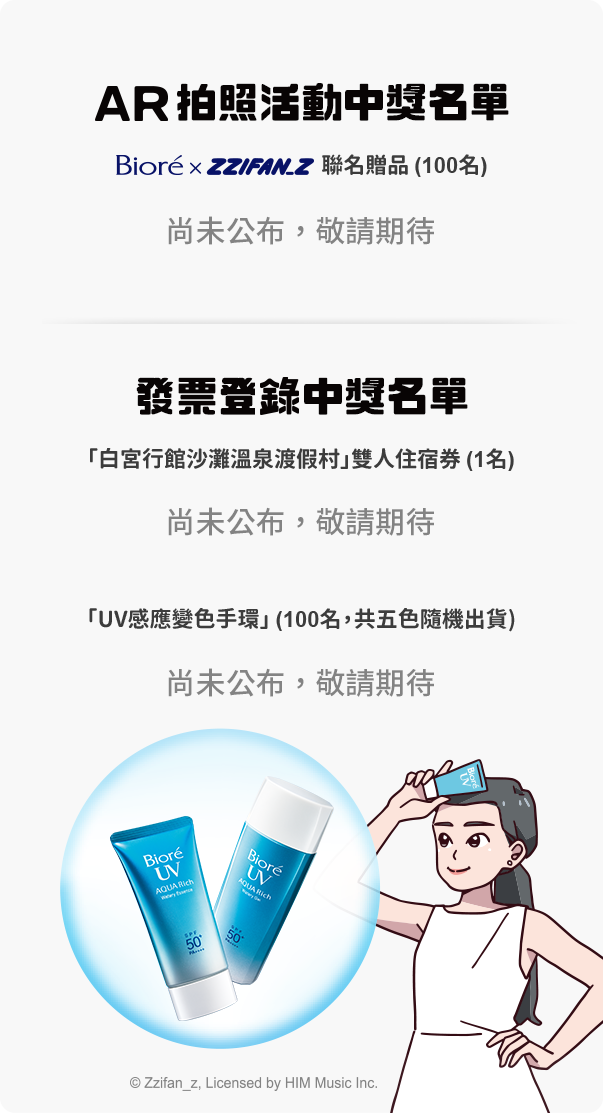 AR拍照活動中獎名單
Bioré × ZZIFAN_Z 聯名贈品 (100名)
尚未公布，敬請期待
發票登錄中獎名單
「白宮行館沙灘溫泉渡假村」雙人住宿券 (1名)
尚未公布，敬請期待
「UV感應變色手環」 (100名，共五色隨機出貨)
尚未公布，敬請期待
Bioré
UV
Bioré
UV
AQUA Rich
Watery Essence
SPF
50+
PA++++
Bioré
UV
AQUA Rich
Watery Gel
SPF
50+
© Zzifan_z, Licensed by HIM Music Inc.